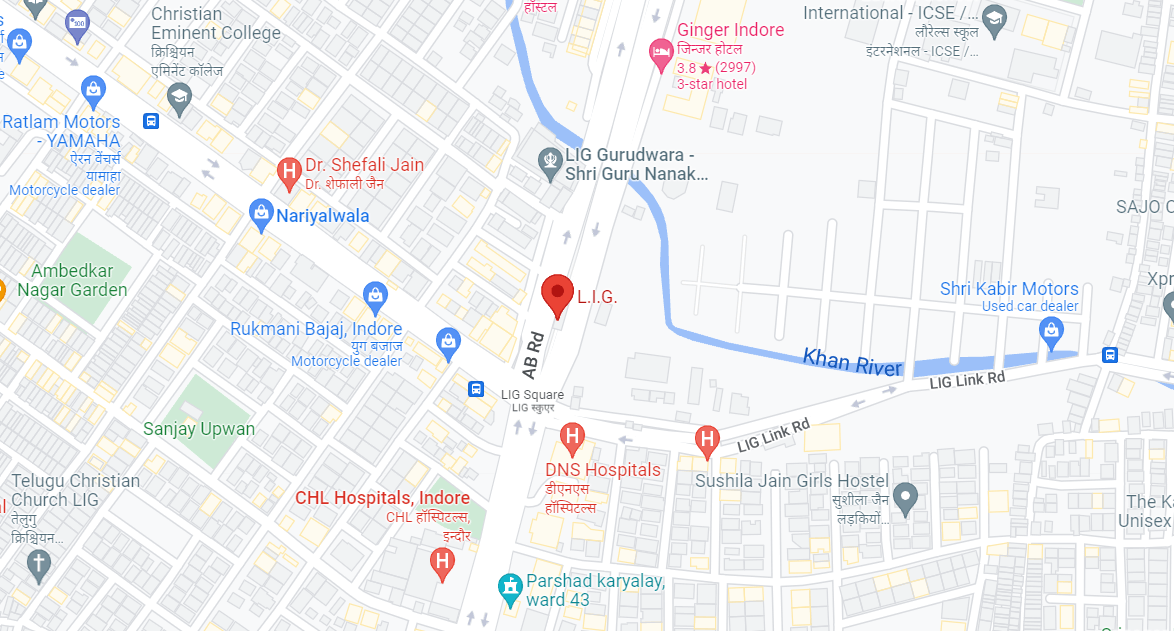 हॉस्टल
Christian
Eminent College
क्रिश्चियन
एमिनेंट कॉलेज
Ginger Indore
जिन्जर होटल
3.8 ★ (2997)
3-star hotel
International - ICSE /...
लौरेल्स स्कूल
इंटरनेशनल - ICSE /...
Ratlam Motors
- YAMAHA
ऐरन वेंचर्स
यामाहा
Motorcycle dealer
Dr. Shefali Jain
Dr. शेफाली जैन
LIG Gurudwara -
Shri Guru Nanak...
Nariyalwala
SAJO
Ambedkar
Nagar Garden
L.I.G.
Shri Kabir Motors
Used car dealer
Xpr
Rukmani Bajaj, Indore
युग बजाज
Motorcycle dealer
AB Rd
Khan River
LIG Link Rd
LIG Square
LIG स्कुएर
LIG Link Rd
Sanjay Upwan
DNS Hospitals
डीएनएस
हॉस्पिटल्स
Sushila Jain Girls Hostel
सुशीला जैन
लड़कियों...
Telugu Christian
Church LIG
तेलुगु
क्रिश्चियन...
CHL Hospitals, Indore
CHL हॉस्पिटल्स,
इन्दौर
The Ka
Unisex
Parshad karyalay,
ward 43